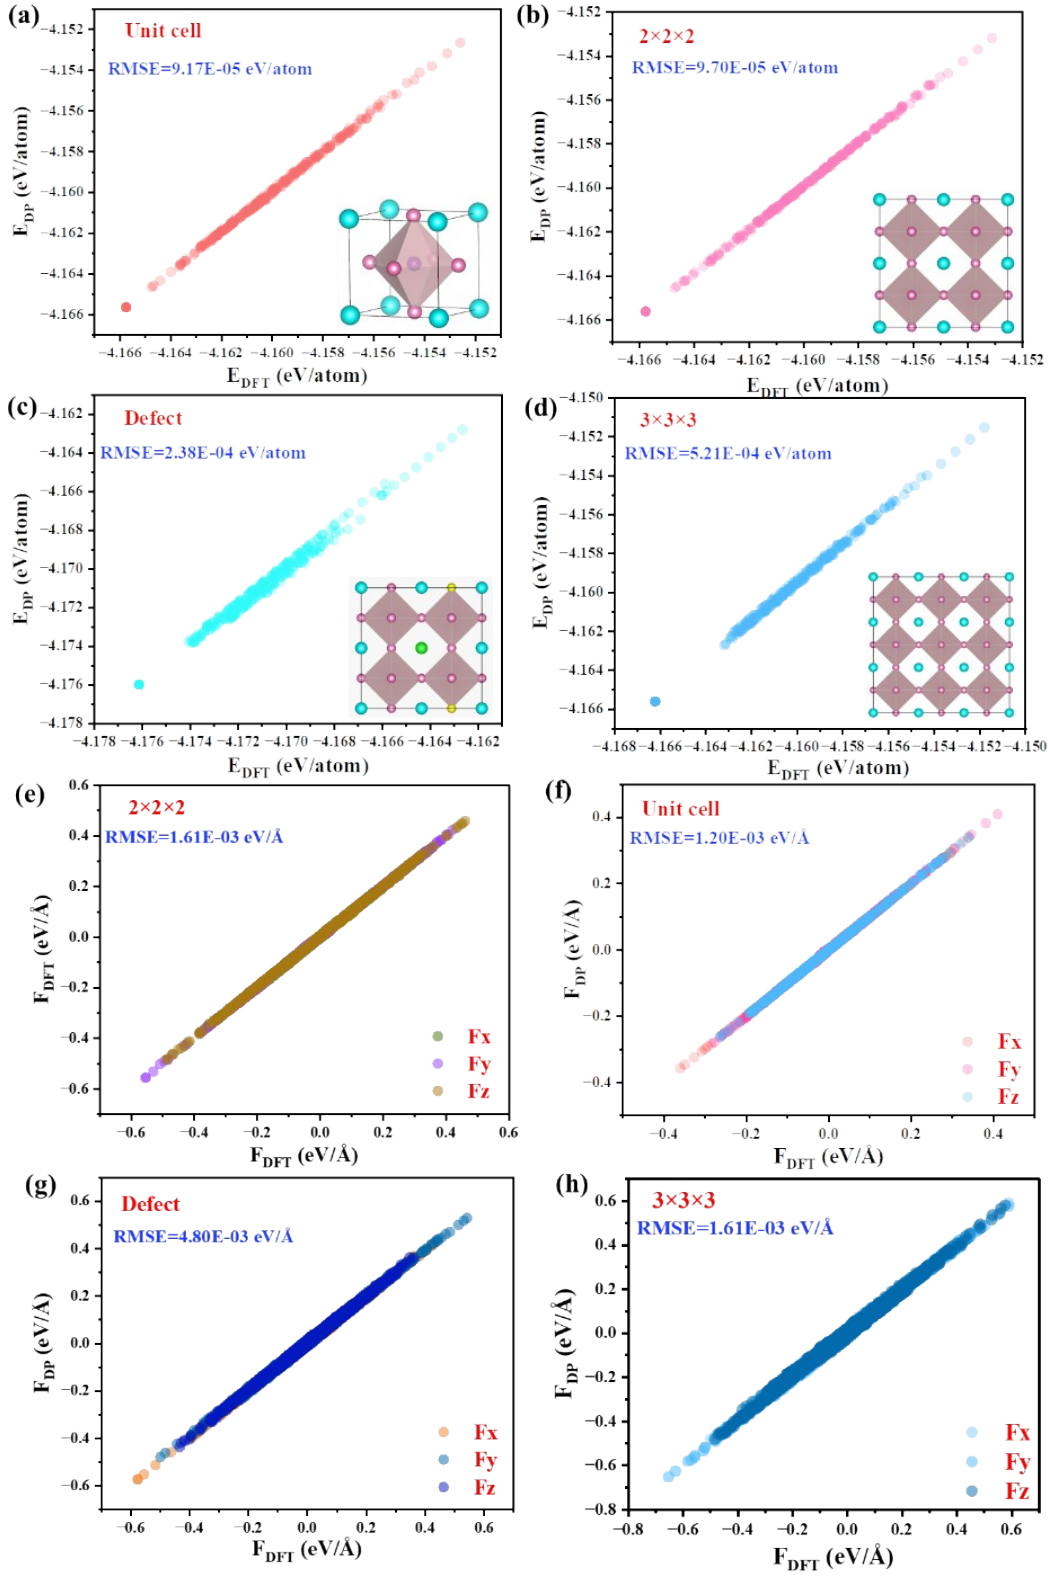 (a)
Unit cell
RMSE=9.17E-05 eV/atom
E_DP (eV/atom)
−4.152
−4.154
−4.156
−4.158
−4.160
−4.162
−4.164
−4.166
−4.166 −4.164 −4.162 −4.160 −4.158 −4.156 −4.154 −4.152
E_DFT (eV/atom)
(b)
2×2×2
RMSE=9.70E-05 eV/atom
E_DP (eV/atom)
−4.152
−4.154
−4.156
−4.158
−4.160
−4.162
−4.164
−4.166
−4.166 −4.164 −4.162 −4.160 −4.158 −4.156 −4.154 −4.152
E_DFT (eV/atom)
(c)
Defect
RMSE=2.38E-04 eV/atom
E_DP (eV/atom)
−4.162
−4.164
−4.166
−4.168
−4.170
−4.172
−4.174
−4.176
−4.178
−4.178 −4.176 −4.174 −4.172 −4.170 −4.168 −4.166 −4.164 −4.162
E_DFT (eV/atom)
(d)
3×3×3
RMSE=5.21E-04 eV/atom
E_DP (eV/atom)
−4.150
−4.152
−4.154
−4.156
−4.158
−4.160
−4.162
−4.164
−4.166
−4.168 −4.166 −4.164 −4.162 −4.160 −4.158 −4.156 −4.154 −4.152 −4.150
E_DFT (eV/atom)
(e)
2×2×2
RMSE=1.61E-03 eV/Å
F_DFT (eV/Å)
0.6
0.4
0.2
0.0
−0.2
−0.4
−0.6
Fx
Fy
Fz
−0.6 −0.4 −0.2 0.0 0.2 0.4 0.6
F_DFT (eV/Å)
(f)
Unit cell
RMSE=1.20E-03 eV/Å
F_DP (eV/Å)
0.4
0.2
0.0
−0.2
−0.4
Fx
Fy
Fz
−0.4 −0.2 0.0 0.2 0.4
F_DFT (eV/Å)
(g)
Defect
RMSE=4.80E-03 eV/Å
F_DP (eV/Å)
0.6
0.4
0.2
0.0
−0.2
−0.4
−0.6
Fx
Fy
Fz
−0.6 −0.4 −0.2 0.0 0.2 0.4 0.6
F_DFT (eV/Å)
(h)
3×3×3
RMSE=1.61E-03 eV/Å
F_DP (eV/Å)
0.6
0.4
0.2
0.0
−0.2
−0.4
−0.6
−0.8
Fx
Fy
Fz
−0.8 −0.6 −0.4 −0.2 0.0 0.2 0.4 0.6
F_DFT (eV/Å)